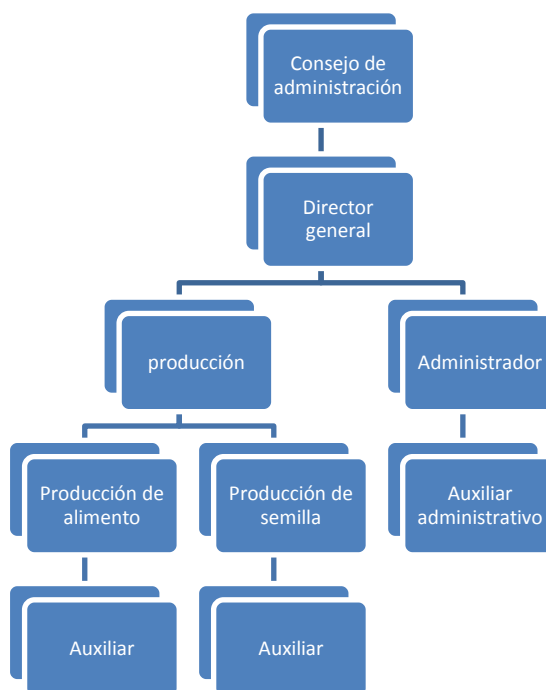 Consejo de
administración
Director
general
producción
Administrador
Producción de
alimento
Producción de
semilla
Auxiliar
administrativo
Auxiliar
Auxiliar